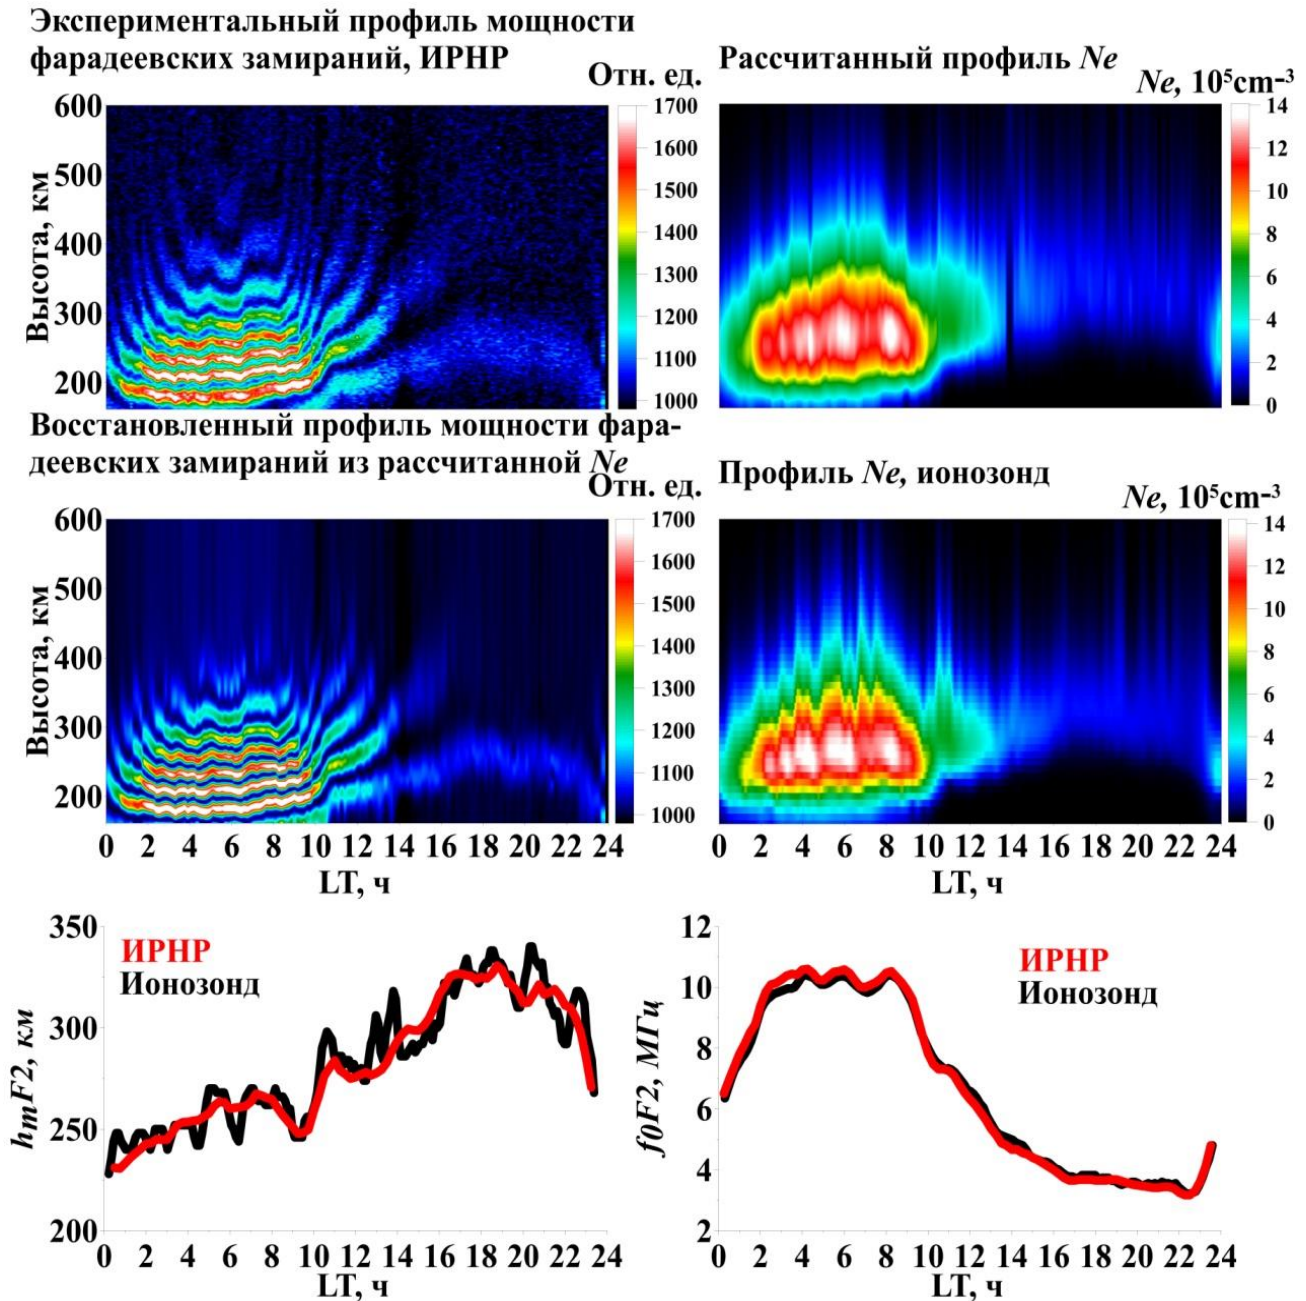 Экспериментальный профиль мощности
фарадеевских замираний, ИРНР
Отн. ед.
600
500
400
300
200
Высота, км
1700
1600
1500
1400
1300
1200
1100
1000
Рассчитанный профиль Ne
Ne, 10⁵cm⁻³
14
12
10
8
6
4
2
0
Восстановленный профиль мощности фара-
деевских замираний из рассчитанной Ne
Отн. ед.
600
500
400
300
200
Высота, км
1700
1600
1500
1400
1300
1200
1100
1000
0 2 4 6 8 10 12 14 16 18 20 22 24
LT, ч
Профиль Ne, ионозонд
Ne, 10⁵cm⁻³
14
12
10
8
6
4
2
0
0 2 4 6 8 10 12 14 16 18 20 22 24
LT, ч
350
300
250
200
hmF2, км
ИРНР
Ионозонд
0 2 4 6 8 10 12 14 16 18 20 22 24
LT, ч
12
10
8
6
4
2
f0F2, МГц
ИРНР
Ионозонд
0 2 4 6 8 10 12 14 16 18 20 22 24
LT, ч